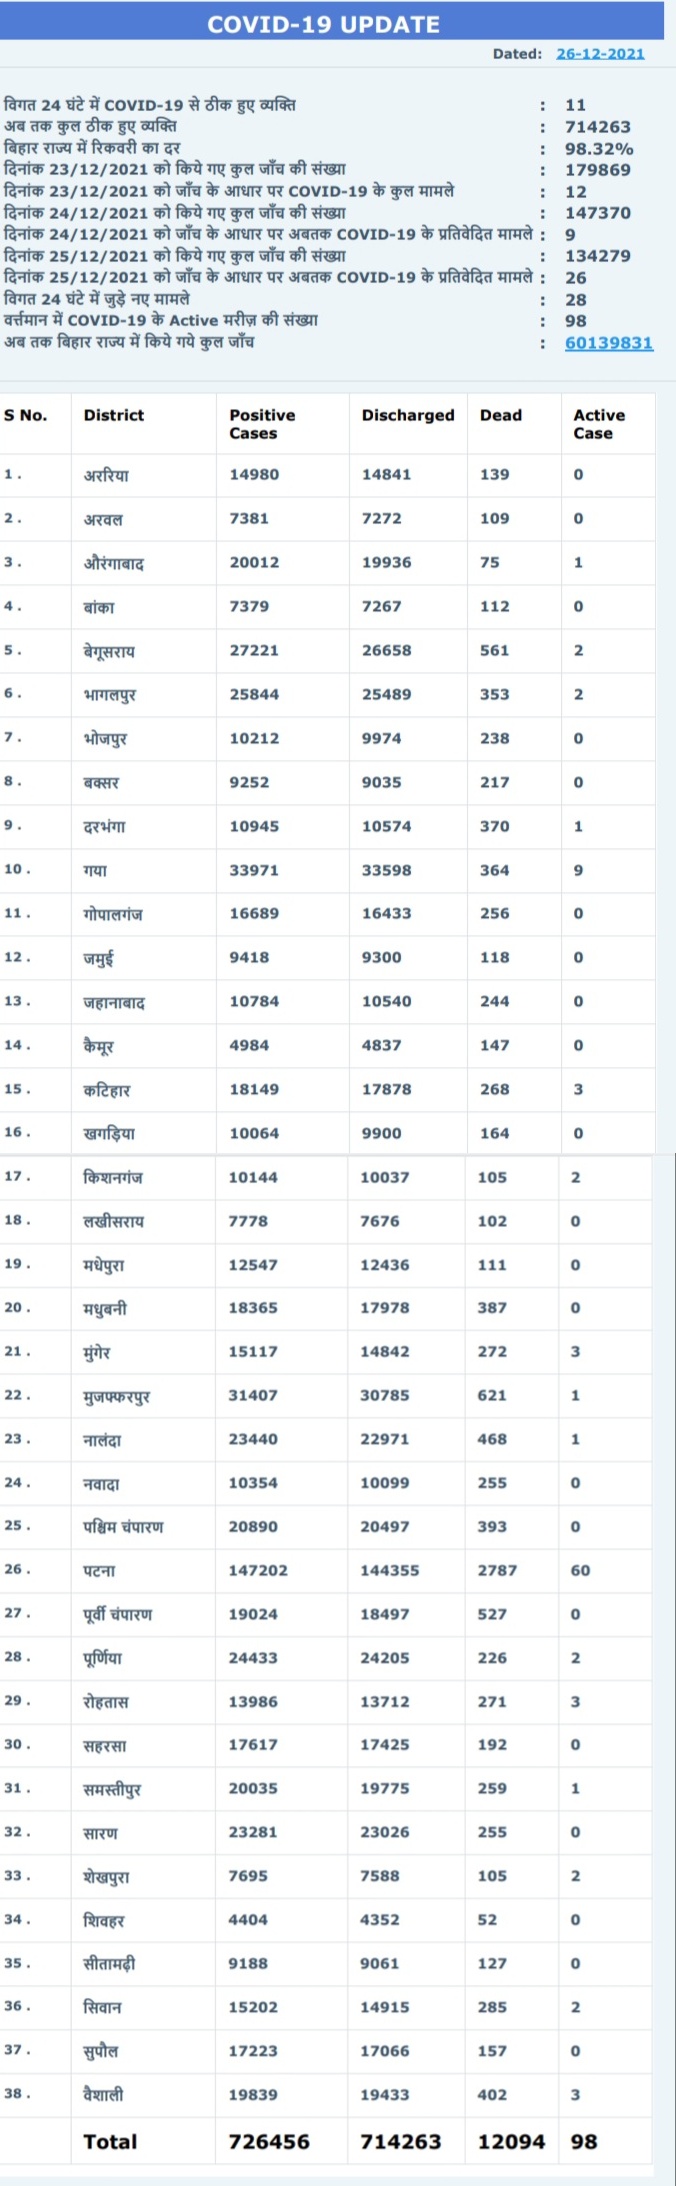 COVID-19 UPDATE
Dated: 26-12-2021
विगत 24 घंटे में COVID-19 से ठीक हुए व्यक्ति : 11
अब तक कुल ठीक हुए व्यक्ति : 714263
बिहार राज्य में रिकवरी का दर : 98.32%
दिनांक 23/12/2021 को किये गए कुल जाँच की संख्या : 179869
दिनांक 23/12/2021 को जाँच के आधार पर COVID-19 के कुल मामले : 12
दिनांक 24/12/2021 को किये गए कुल जाँच की संख्या : 147370
दिनांक 24/12/2021 को जाँच के आधार पर अबतक COVID-19 के प्रतिवेदित मामले : 9
दिनांक 25/12/2021 को किये गए कुल जाँच की संख्या : 134279
दिनांक 25/12/2021 को जाँच के आधार पर अबतक COVID-19 के प्रतिवेदित मामले : 26
विगत 24 घंटे में जुड़े नए मामले : 28
वर्त्तमान में COVID-19 के Active मरीज़ की संख्या : 98
अब तक बिहार राज्य में किये गये कुल जाँच : 60139831
S No. District Positive Cases Discharged Dead Active Case
1. अररिया 14980 14841 139 0
2. अरवल 7381 7272 109 0
3. औरंगाबाद 20012 19936 75 1
4. बांका 7379 7267 112 0
5. बेगूसराय 27221 26658 561 2
6. भागलपुर 25844 25489 353 2
7. भोजपुर 10212 9974 238 0
8. बक्सर 9252 9035 217 0
9. दरभंगा 10945 10574 370 1
10. गया 33971 33598 364 9
11. गोपालगंज 16689 16433 256 0
12. जमुई 9418 9300 118 0
13. जहानाबाद 10784 10540 244 0
14. कैमूर 4984 4837 147 0
15. कटिहार 18149 17878 268 3
16. खगड़िया 10064 9900 164 0
17. किशनगंज 10144 10037 105 2
18. लखीसराय 7778 7676 102 0
19. मधेपुरा 12547 12436 111 0
20. मधुबनी 18365 17978 387 0
21. मुंगेर 15117 14842 272 3
22. मुजफ्फरपुर 31407 30785 621 1
23. नालंदा 23440 22971 468 1
24. नवादा 10354 10099 255 0
25. पश्चिम चंपारण 20890 20497 393 0
26. पटना 147202 144355 2787 60
27. पूर्वी चंपारण 19024 18497 527 0
28. पूर्णिया 24433 24205 226 2
29. रोहतास 13986 13712 271 3
30. सहरसा 17617 17425 192 0
31. समस्तीपुर 20035 19775 259 1
32. सारण 23281 23026 255 0
33. शेखपुरा 7695 7588 105 2
34. शिवहर 4404 4352 52 0
35. सीतामढ़ी 9188 9061 127 0
36. सिवान 15202 14915 285 2
37. सुपौल 17223 17066 157 0
38. वैशाली 19839 19433 402 3
Total 726456 714263 12094 98